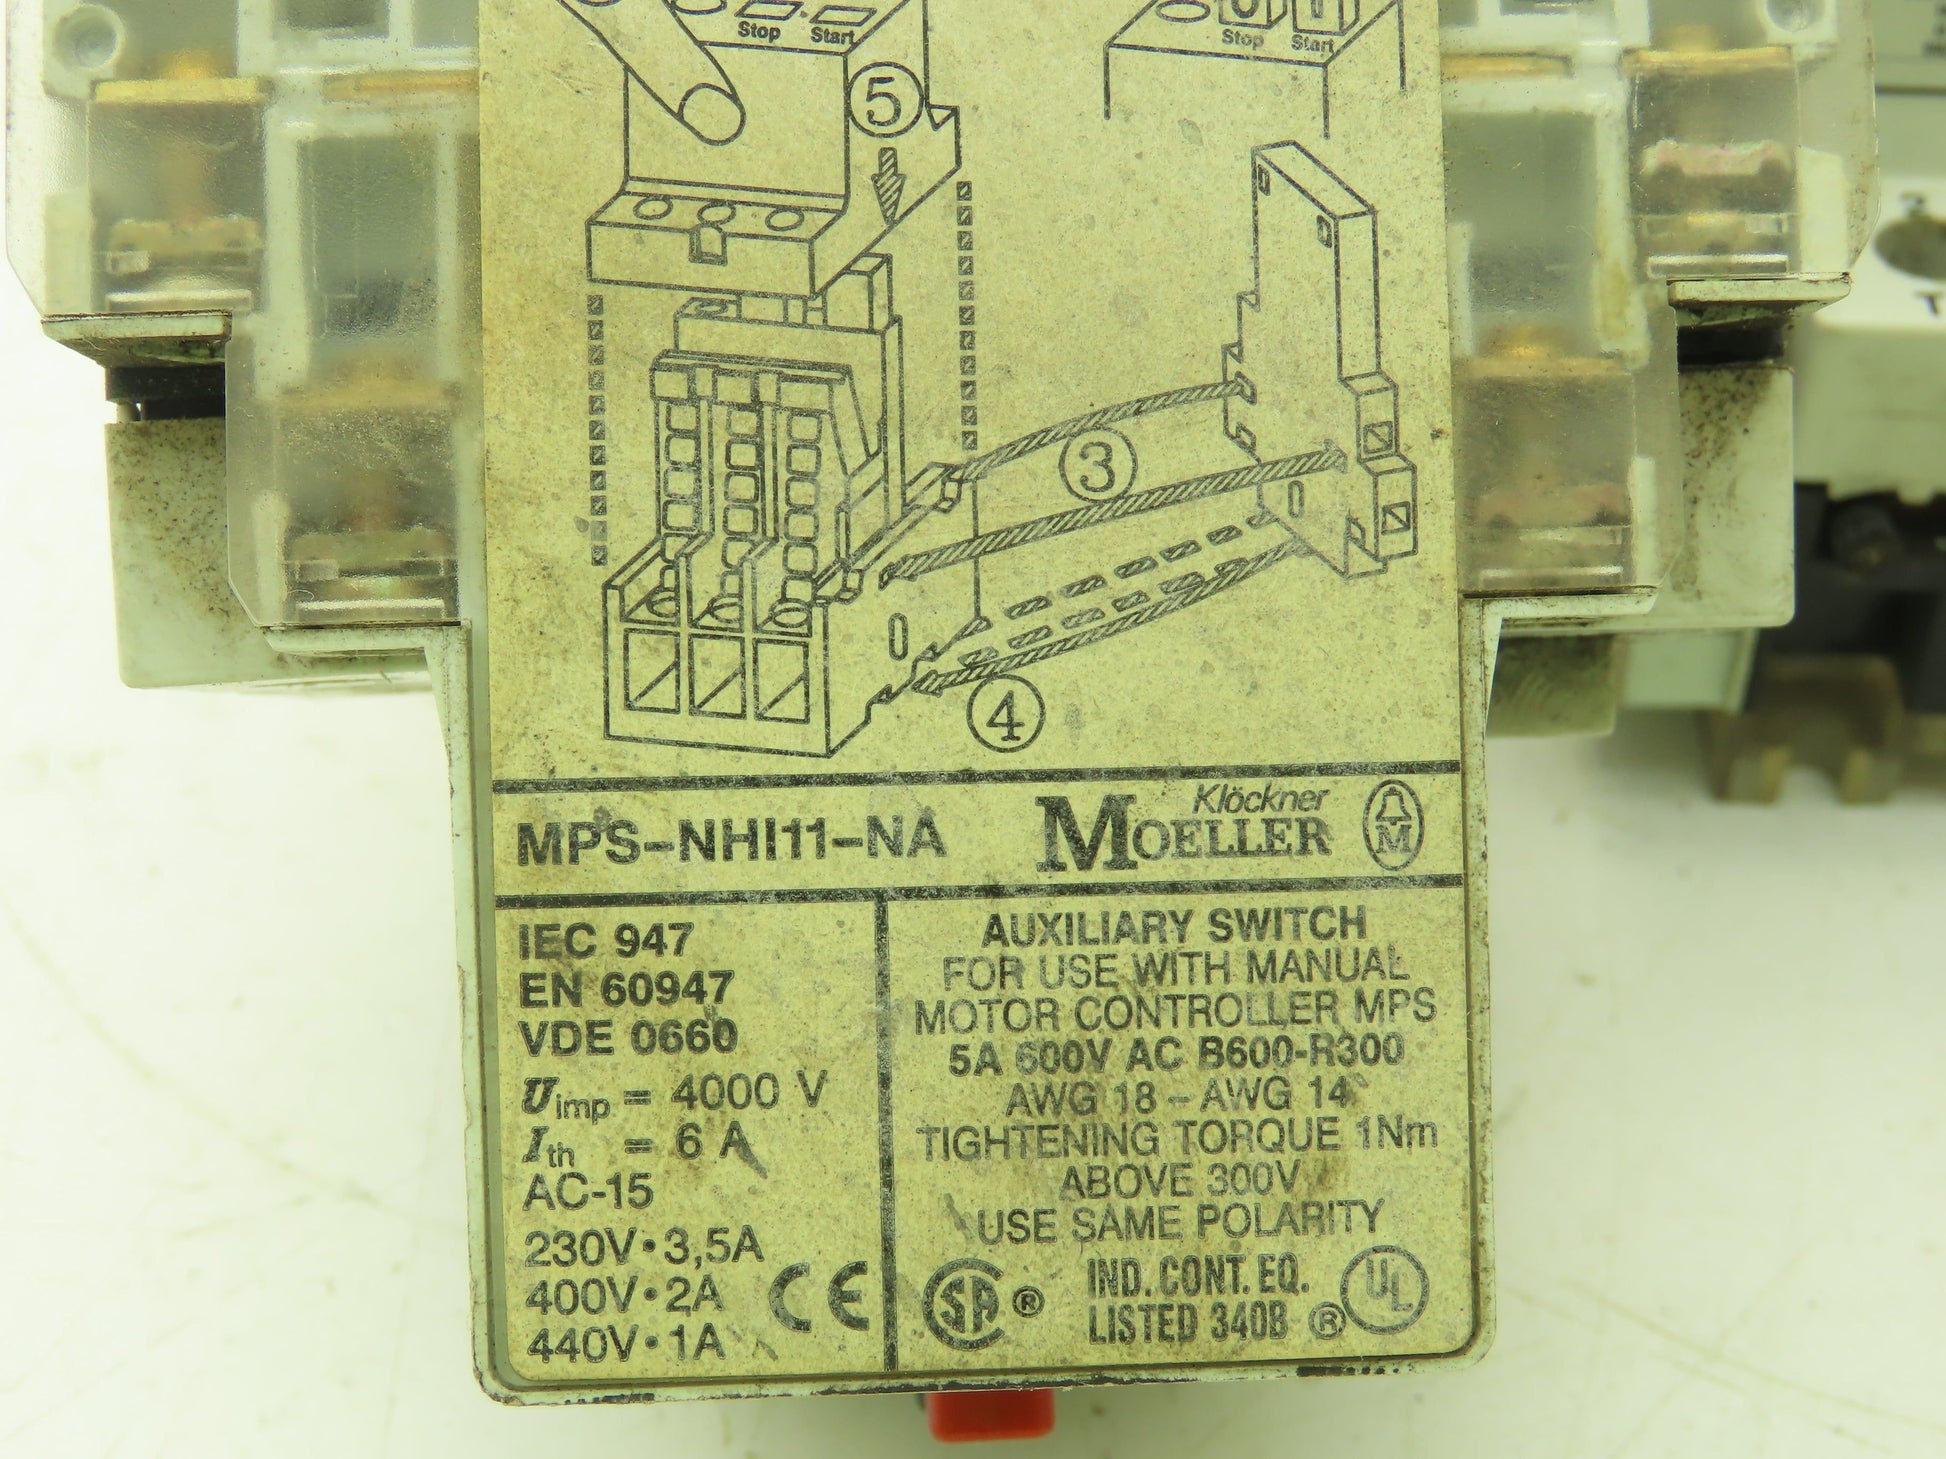 Stop Start
Stop Start
5
3
4
MPS-NHI11-NA
Klöckner
MOELLER
M
IEC 947
EN 60947
VDE 0660
Uimp = 4000 V
Ith = 6 A
AC-15
230V•3,5A
400V•2A
440V•1A
CE
AUXILIARY SWITCH
FOR USE WITH MANUAL
MOTOR CONTROLLER MPS
5A 600V AC B600-R300
AWG 18 – AWG 14
TIGHTENING TORQUE 1Nm
ABOVE 300V
USE SAME POLARITY
SA ®
IND. CONT. EQ.
LISTED 340B ®
UL